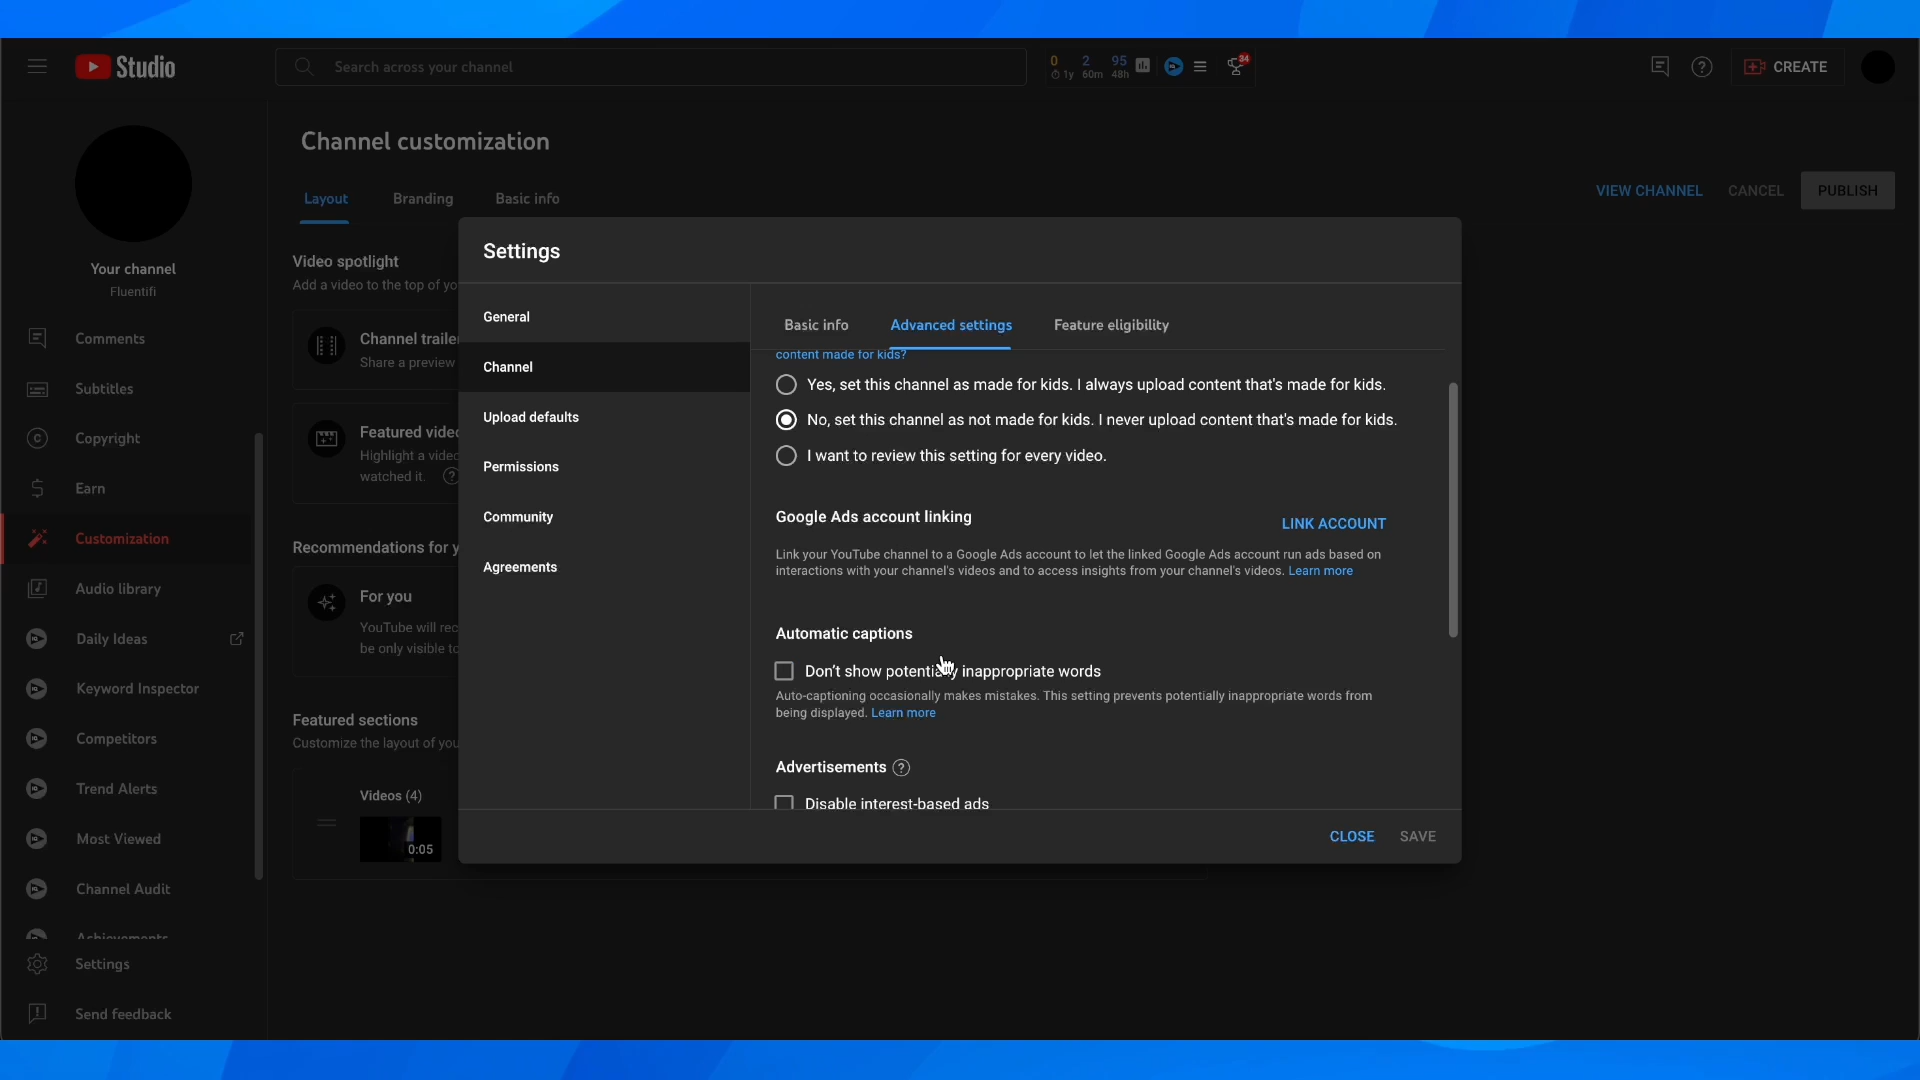 Studio
Search across your channel
0 2 95
1y 60m 48h
34
CREATE
Your channel
Fluentifi
Comments
Subtitles
Copyright
Earn
Customization
Audio library
Daily Ideas
Keyword Inspector
Competitors
Trend Alerts
Most Viewed
Channel Audit
Achievements
Settings
Send feedback
Channel customization
Layout Branding Basic info
VIEW CHANNEL CANCEL PUBLISH
Video spotlight
Add a video to the top of yo
Channel traile
Share a preview
Featured vide
Highlight a vide
watched it.
Recommendations for y
For you
YouTube will rec
be only visible to
Featured sections
Customize the layout of you
Videos (4)
0:05
Settings
General
Channel
Upload defaults
Permissions
Community
Agreements
Basic info Advanced settings Feature eligibility
content made for kids?
Yes, set this channel as made for kids. I always upload content that's made for kids.
No, set this channel as not made for kids. I never upload content that's made for kids.
I want to review this setting for every video.
Google Ads account linking
LINK ACCOUNT
Link your YouTube channel to a Google Ads account to let the linked Google Ads account run ads based on
interactions with your channel's videos and to access insights from your channel's videos. Learn more
Automatic captions
Don't show potentially inappropriate words
Auto-captioning occasionally makes mistakes. This setting prevents potentially inappropriate words from
being displayed. Learn more
Advertisements ?
Disable interest-based ads
CLOSE SAVE